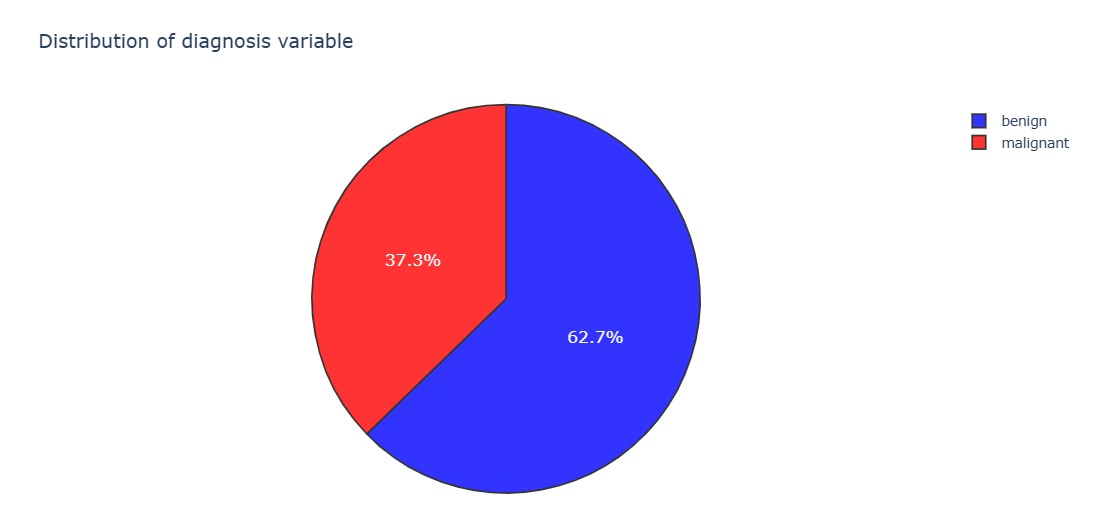 Distribution of diagnosis variable
benign
malignant
37.3%
62.7%